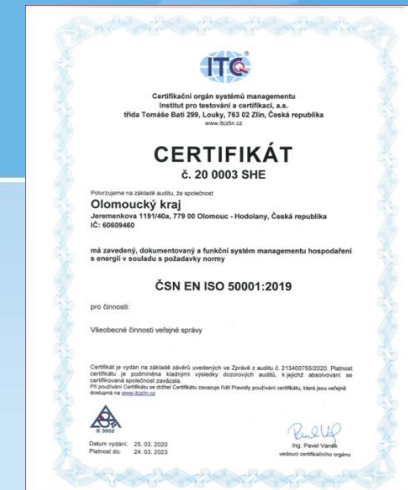 ITC
Certifikační orgán systémů managementu
Institut pro testování a certifikaci, a.s.
třída Tomáše Bati 299, Louky, 763 02 Zlín, Česká republika
www.itczlin.cz
CERTIFIKÁT
č. 20 0003 SHE
Potvrzujeme na základě auditu, že společnost
Olomoucký kraj
Jeremenkova 1191/40a, 779 00 Olomouc - Hodolany, Česká republika
IČ: 60609460
má zavedený, dokumentovaný a funkční systém managementu hospodaření
s energií v souladu s požadavky normy
ČSN EN ISO 50001:2019
pro činnosti:
Všeobecné činnosti veřejné správy
Certifikát je vydán na základě závěrů uvedených ve Zprávě z auditu č. 213400755/2020. Platnost
certifikátu je podmíněna kladnými výsledky dozorových auditů, k jejichž absolvování se
certifikovaná společnost zavázala.
Při používání Certifikátu se držitel Certifikátu zavazuje řídit Pravidly používání certifikátu, která jsou veřejně
dostupná na www.itczlin.cz
Datum vydání: 25. 03. 2020
Platnost do: 24. 03. 2023
Ing. Pavel Vaněk
vedoucí certifikačního orgánu